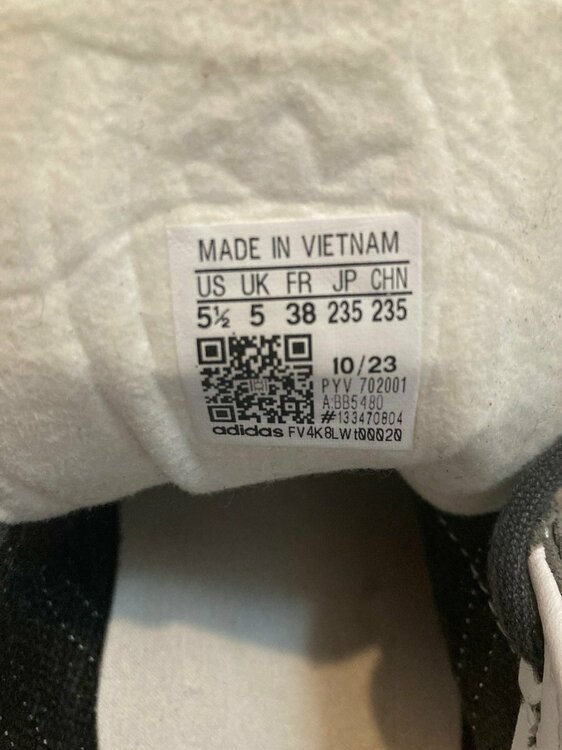 MADE IN VIETNAM
US UK FR JP CHN
5½ 5 38 235 235
10/23
PYV 702001
A:BB5480
#133470804
adidas FV4K8LWt00020